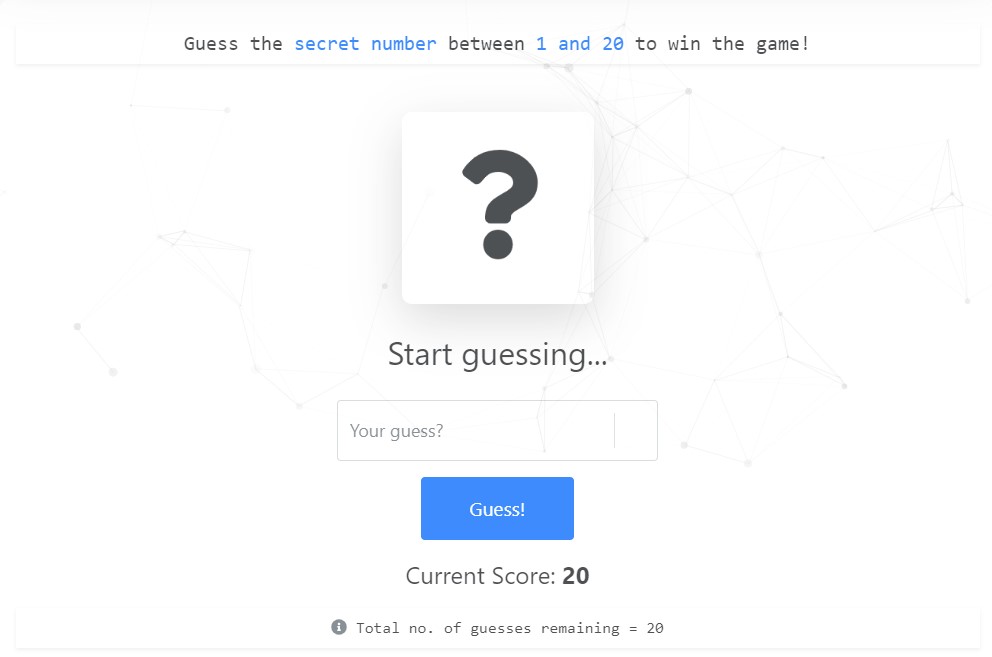 Guess the secret number between 1 and 20 to win the game!
?
Start guessing...
Your guess?
Guess!
Current Score: 20
Total no. of guesses remaining = 20